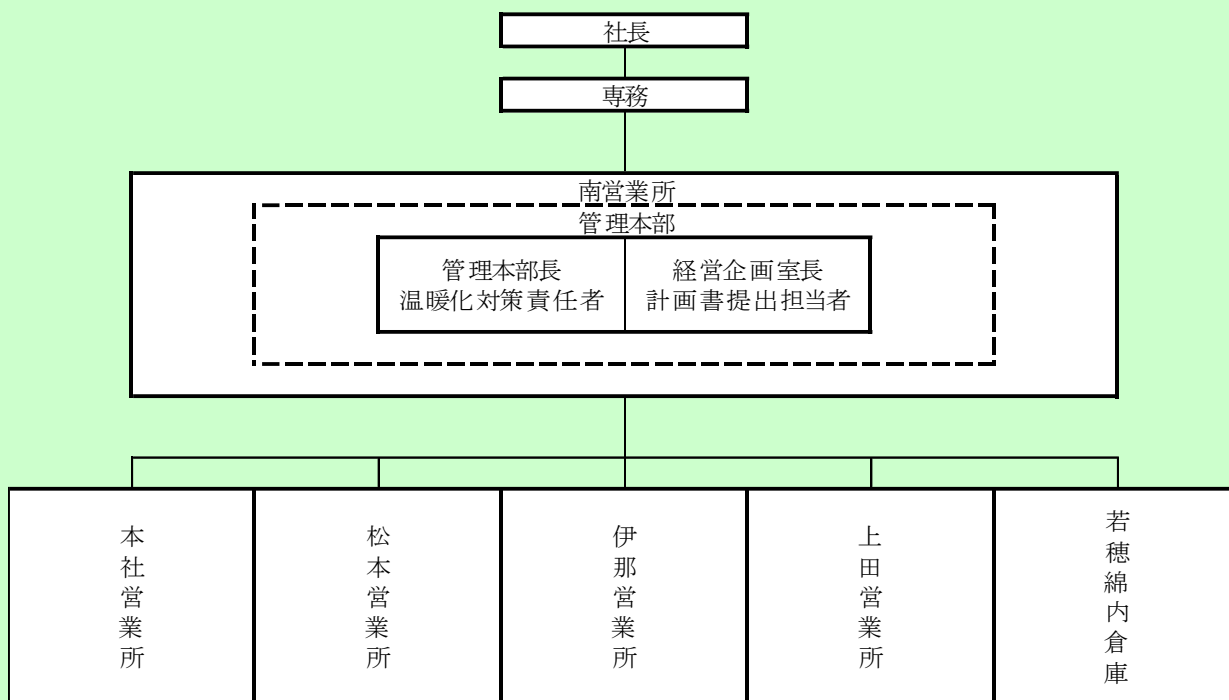 社長
専務
南営業所
管理本部
管理本部長
温暖化対策責任者
経営企画室長
計画書提出担当者
本社営業所
松本営業所
伊那営業所
上田営業所
若穂綿内倉庫